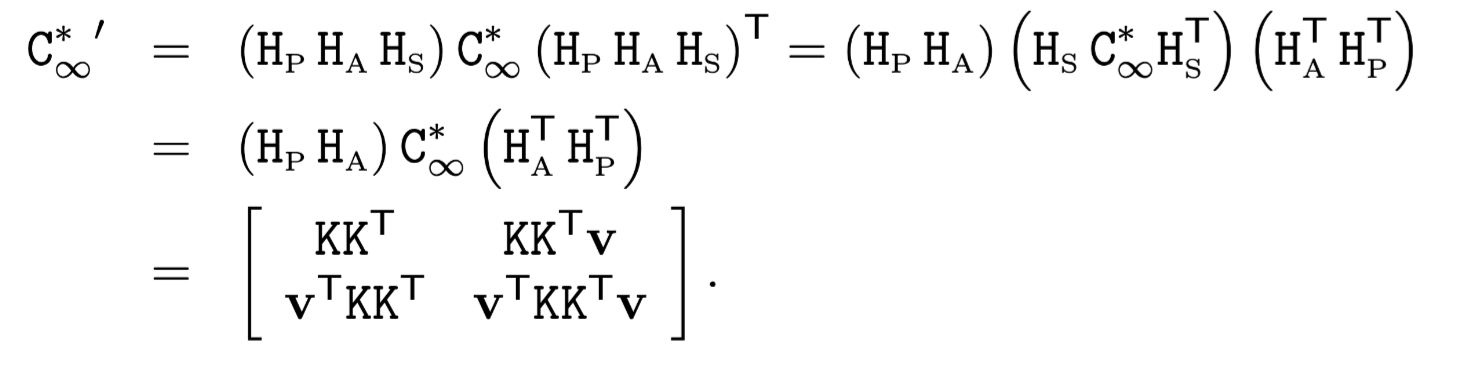 C*∞ ′ = (H_P H_A H_S) C*∞ (H_P H_A H_S)^T = (H_P H_A) (H_S C*∞ H_S^T) (H_A^T H_P^T)
= (H_P H_A) C*∞ (H_A^T H_P^T)
= [ KK^T KK^T v
v^T KK^T v^T KK^T v ] .